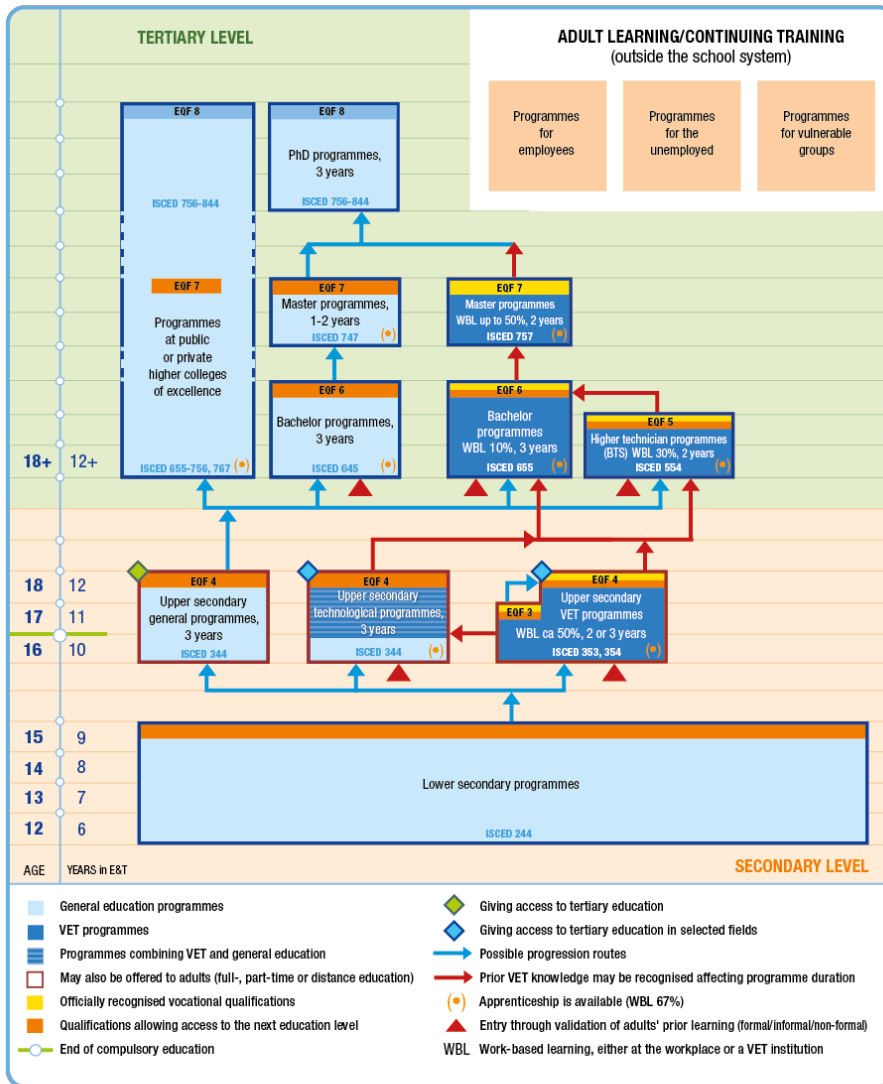 TERTIARY LEVEL
ADULT LEARNING/CONTINUING TRAINING
(outside the school system)
Programmes
for
employees
Programmes
for the
unemployed
Programmes
for vulnerable
groups
EQF 8
ISCED 756-844
EQF 7
Programmes
at public
or private
higher colleges
of excellence
ISCED 655-756, 767
EQF 8
PhD programmes,
3 years
ISCED 756-844
EQF 7
Master programmes,
1-2 years
ISCED 747
EQF 7
Master programmes
WBL up to 50%, 2 years
ISCED 757
EQF 6
Bachelor programmes,
3 years
ISCED 645
EQF 6
Bachelor
programmes
WBL 10%, 3 years
ISCED 655
EQF 5
Higher technician programmes
(BTS) WBL 30%, 2 years
ISCED 554
18+ 12+
18 12
17 11
16 10
EQF 4
Upper secondary
general programmes,
3 years
ISCED 344
EQF 4
Upper secondary
technological programmes,
3 years
ISCED 344
EQF 3
EQF 4
Upper secondary
VET programmes
WBL ca 50%, 2 or 3 years
ISCED 353, 354
15 9
14 8
13 7
12 6
Lower secondary programmes
ISCED 244
AGE YEARS in E&T
SECONDARY LEVEL
General education programmes
VET programmes
Programmes combining VET and general education
May also be offered to adults (full-, part-time or distance education)
Officially recognised vocational qualifications
Qualifications allowing access to the next education level
End of compulsory education
Giving access to tertiary education
Giving access to tertiary education in selected fields
Possible progression routes
Prior VET knowledge may be recognised affecting programme duration
Apprenticeship is available (WBL 67%)
Entry through validation of adults' prior learning (formal/informal/non-formal)
WBL Work-based learning, either at the workplace or a VET institution